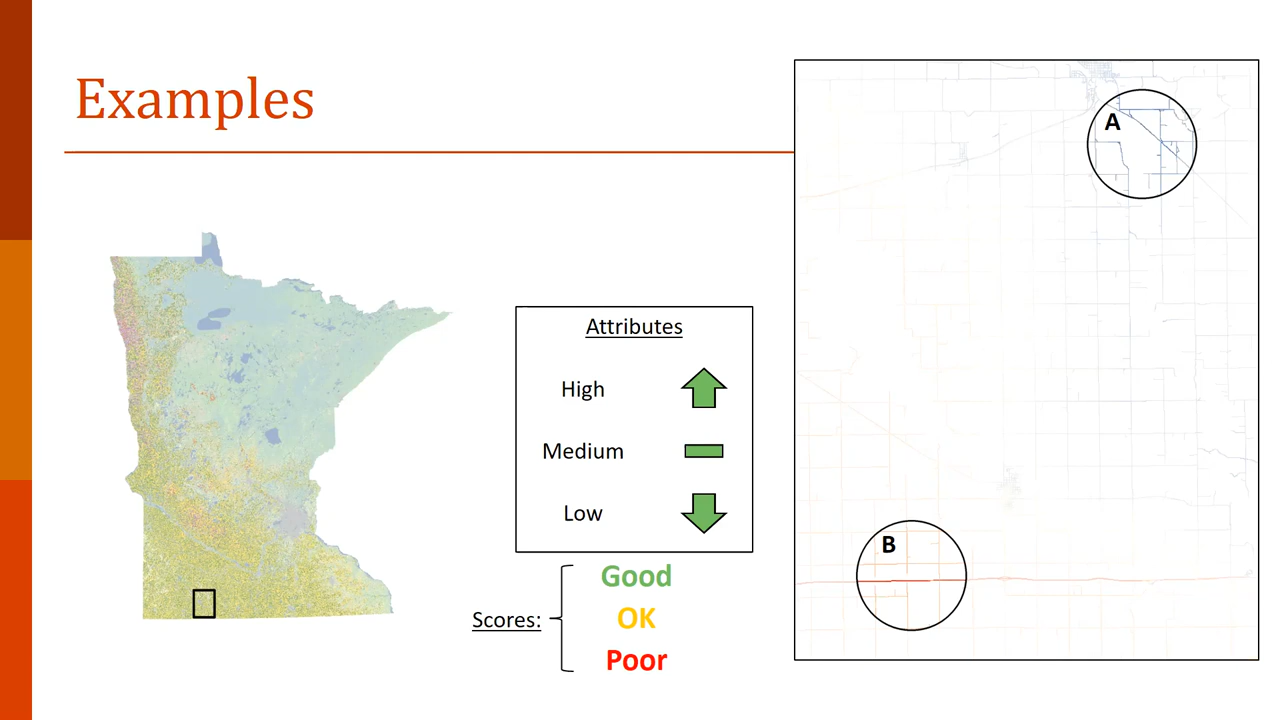 Examples
A
Attributes
High
Medium
Low
B
Good
Scores:
OK
Poor